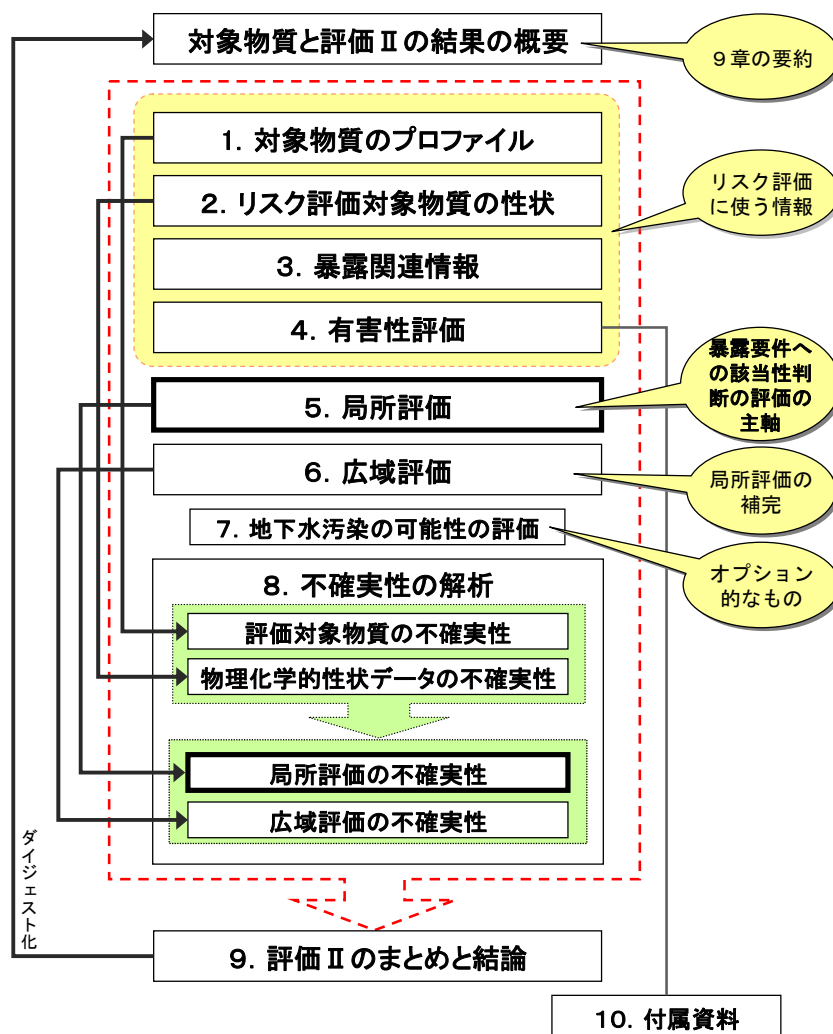 対象物質と評価Ⅱの結果の概要
9章の要約
1. 対象物質のプロファイル
2. リスク評価対象物質の性状
リスク評価
に使う情報
3. 暴露関連情報
4. 有害性評価
暴露要件へ
の該当性判
断の評価の
主軸
5. 局所評価
6. 広域評価
局所評価の
補完
7. 地下水汚染の可能性の評価
オプション
的なもの
8. 不確実性の解析
評価対象物質の不確実性
物理化学的性状データの不確実性
局所評価の不確実性
広域評価の不確実性
ダイジェスト化
9. 評価Ⅱのまとめと結論
10. 付属資料